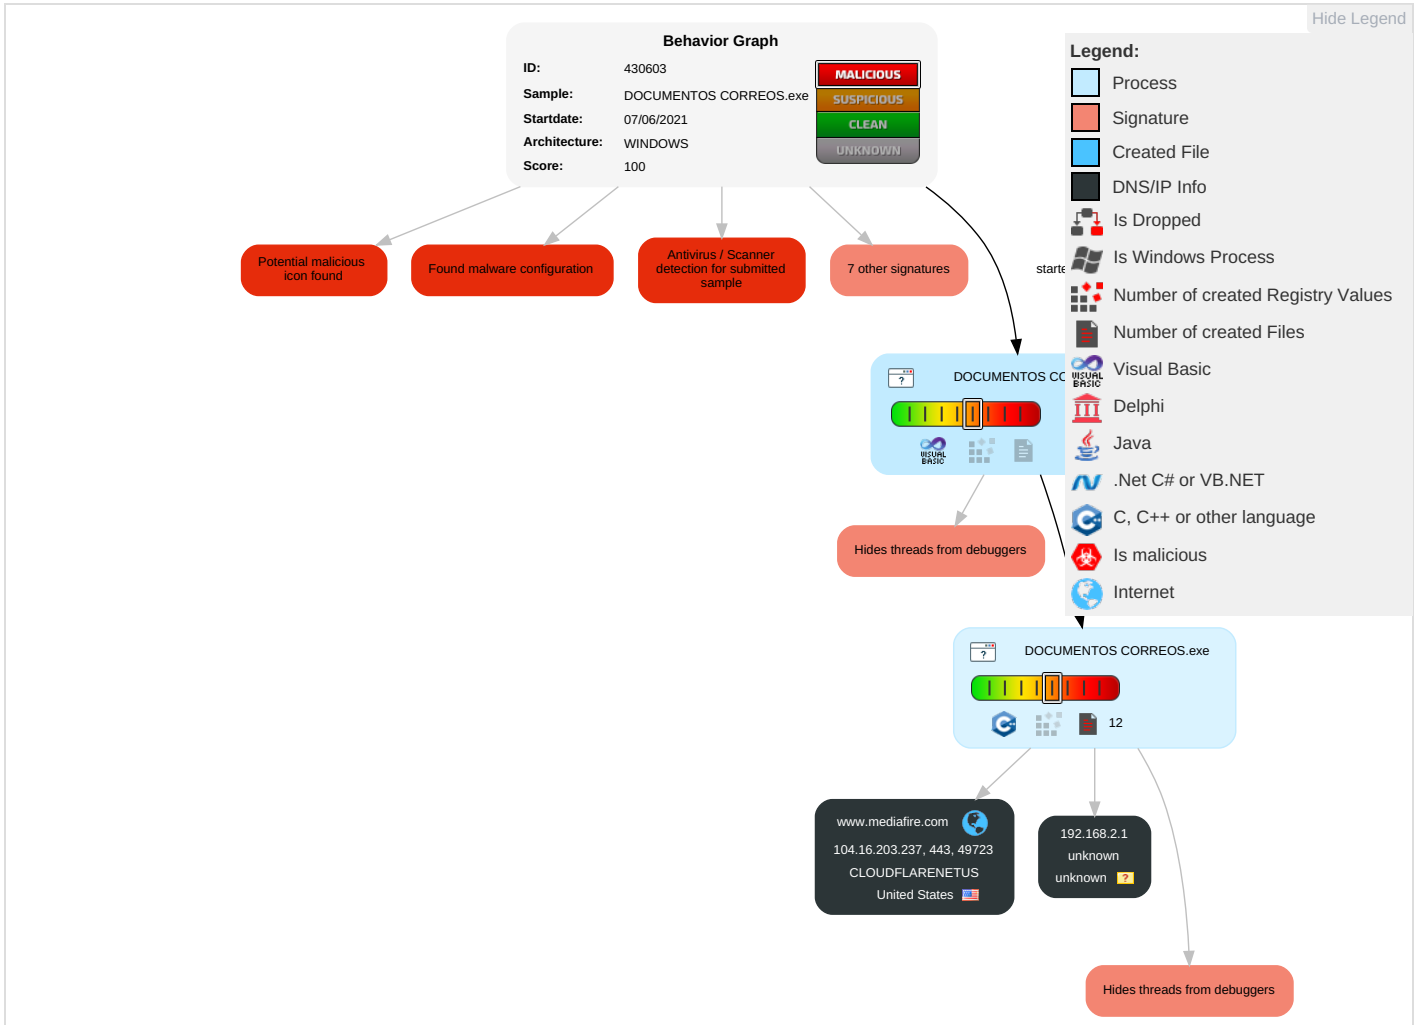 Hide Legend
Behavior Graph
ID: 430603
Sample: DOCUMENTOS CORREOS.exe
Startdate: 07/06/2021
Architecture: WINDOWS
Score: 100
MALICIOUS
SUSPICIOUS
CLEAN
UNKNOWN
Legend:
Process
Signature
Created File
DNS/IP Info
Is Dropped
Is Windows Process
Number of created Registry Values
Number of created Files
VISUAL
BASIC
Visual Basic
Delphi
Java
.Net C# or VB.NET
C, C++ or other language
Is malicious
Internet
Potential malicious
icon found
Found malware configuration
Antivirus / Scanner
detection for submitted
sample
7 other signatures
starte
DOCUMENTOS CO
VISUAL
BASIC
Hides threads from debuggers
DOCUMENTOS CORREOS.exe
12
www.mediafire.com
104.16.203.237, 443, 49723
CLOUDFLARENETUS
United States
192.168.2.1
unknown
unknown
Hides threads from debuggers